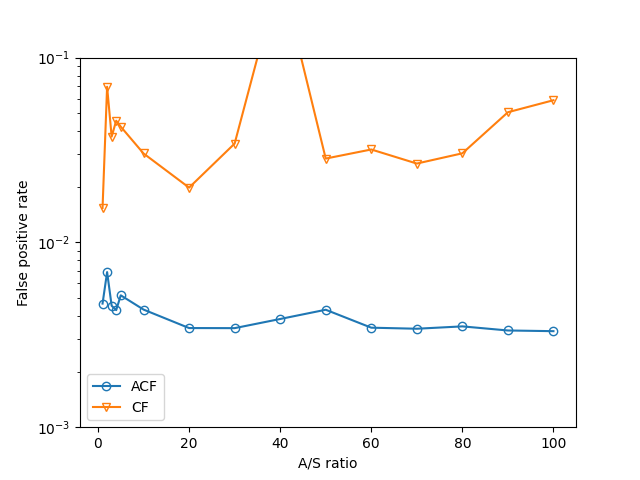 10⁻¹
10⁻²
10⁻³
False positive rate
ACF
CF
0 20 40 60 80 100
A/S ratio